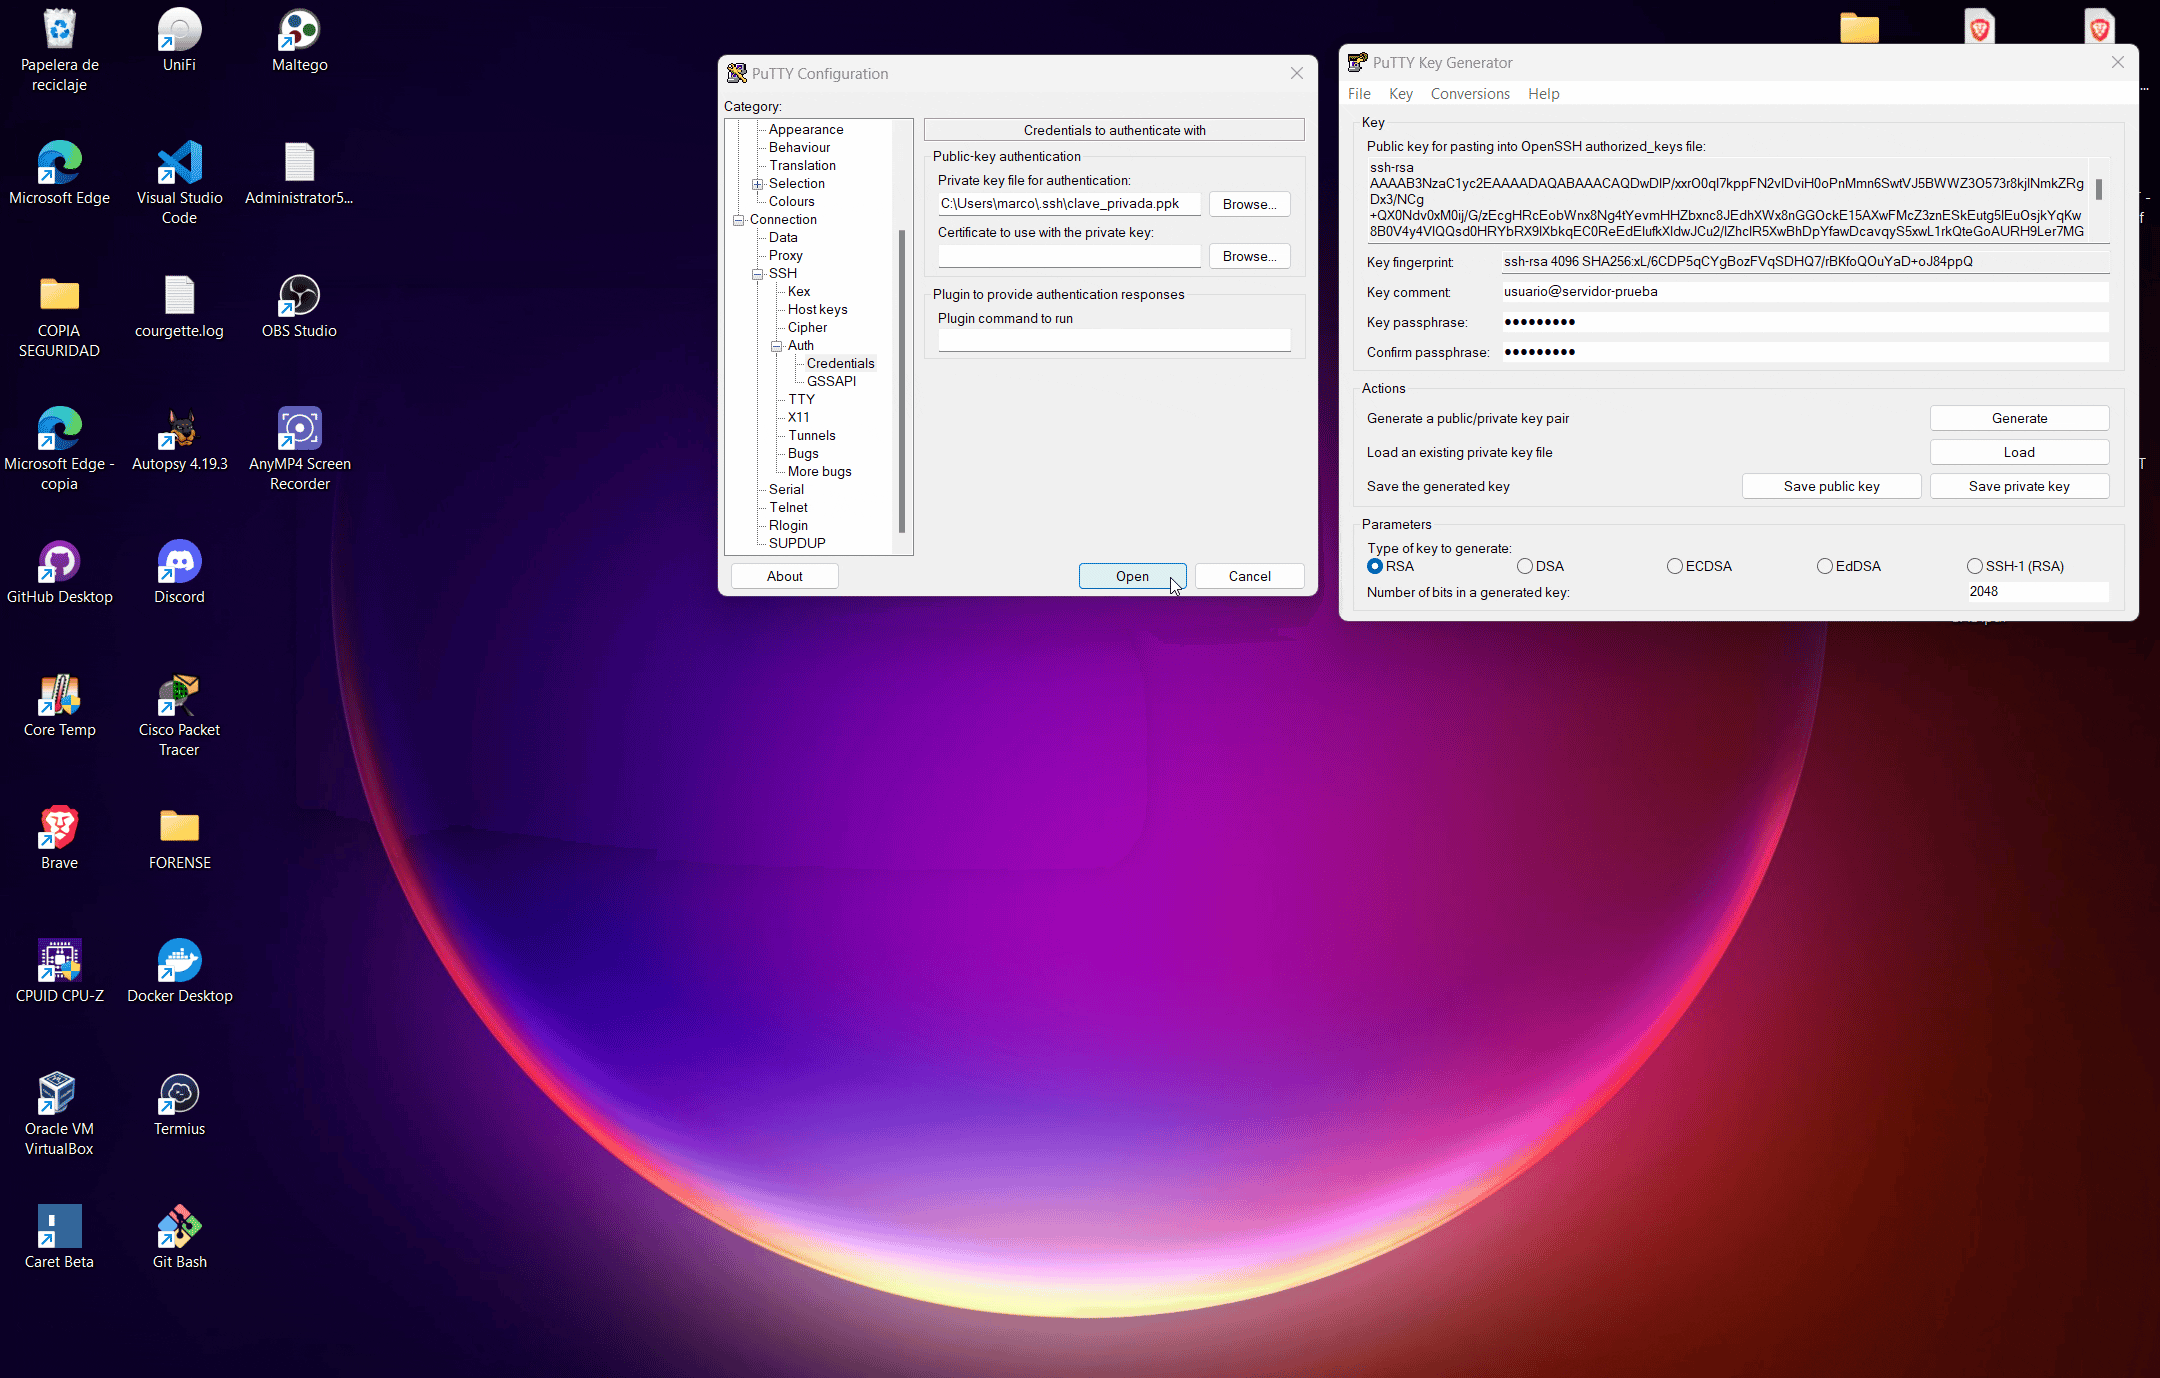 Papelera de
reciclaje
UniFi
Maltego
Microsoft Edge
Visual Studio
Code
Administrator5...
COPIA
SEGURIDAD
courgette.log
OBS Studio
Microsoft Edge -
copia
Autopsy 4.19.3
AnyMP4 Screen
Recorder
GitHub Desktop
Discord
Core Temp
Cisco Packet
Tracer
Brave
FORENSE
CPUID CPU-Z
Docker Desktop
Oracle VM
VirtualBox
Termius
Caret Beta
Git Bash
PuTTY Configuration
Category:
Appearance
Behaviour
Translation
Selection
Colours
Connection
Data
Proxy
SSH
Kex
Host keys
Cipher
Auth
Credentials
GSSAPI
TTY
X11
Tunnels
Bugs
More bugs
Serial
Telnet
Rlogin
SUPDUP
Credentials to authenticate with
Public-key authentication
Private key file for authentication:
C:\Users\marco\.ssh\clave_privada.ppk
Browse...
Certificate to use with the private key:
Browse...
Plugin to provide authentication responses
Plugin command to run
About
Open
Cancel
PuTTY Key Generator
File Key Conversions Help
Key
Public key for pasting into OpenSSH authorized_keys file:
ssh-rsa
AAAAB3NzaC1yc2EAAAADAQABAAACAQDwDlP/xxrO0ql7kppFN2vlDviH0oPnMmn6SwtVJ5BWWZ3O573r8kjlNmkZRg
Dx3/NCg
+QX0Ndv0xM0ij/G/zEcgHRcEobWnx8Ng4tYevmHHZbxnc8JEdhXWx8nGGOckE15AXwFMcZ3znESkEutg5lEuOsjkYqKw
8B0V4y4VlQQsd0HRYbRX9lXbkqEC0ReEdElufkXldwJCu2/lZhclR5XwBhDpYfawDcavqyS5xwL1rkQteGoAURH9Ler7MG
Key fingerprint: ssh-rsa 4096 SHA256:xL/6CDP5qCYgBozFVqSDHQ7/rBKfoQOuYaD+oJ84ppQ
Key comment: usuario@servidor-prueba
Key passphrase: ●●●●●●●●●
Confirm passphrase: ●●●●●●●●●
Actions
Generate a public/private key pair
Generate
Load an existing private key file
Load
Save the generated key
Save public key
Save private key
Parameters
Type of key to generate:
RSA DSA ECDSA EdDSA SSH-1 (RSA)
Number of bits in a generated key: 2048